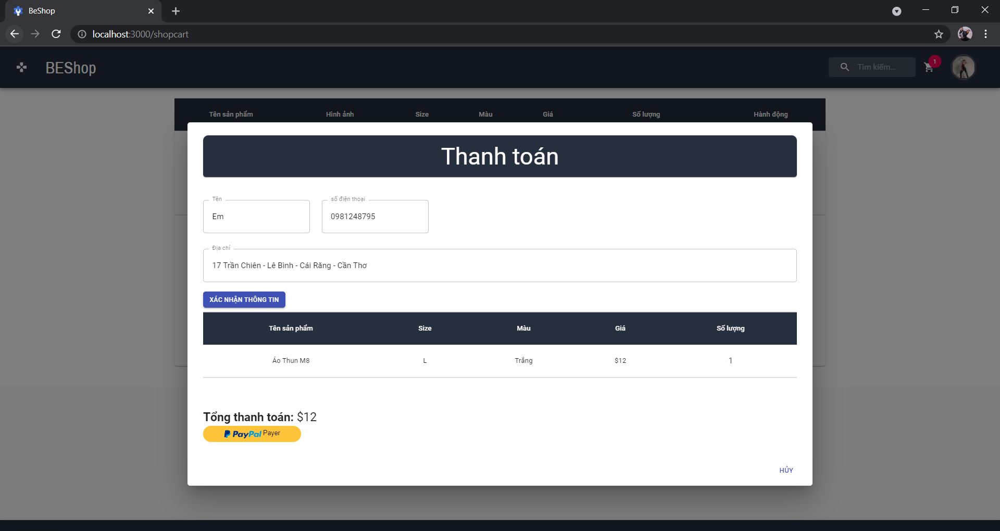 BeShop
localhost:3000/shopcart
BEShop
Tìm kiếm...
1
Tên sản phẩm Hình ảnh Size Màu Giá Số lượng Hành động
Thanh toán
Tên
Em
số điện thoại
0981248795
Địa chỉ
17 Trần Chiên - Lê Bình - Cái Răng - Cần Thơ
XÁC NHẬN THÔNG TIN
Tên sản phẩm Size Màu Giá Số lượng
Áo Thun M8 L Trắng $12 1
Tổng thanh toán: $12
PayPal Payer
HỦY